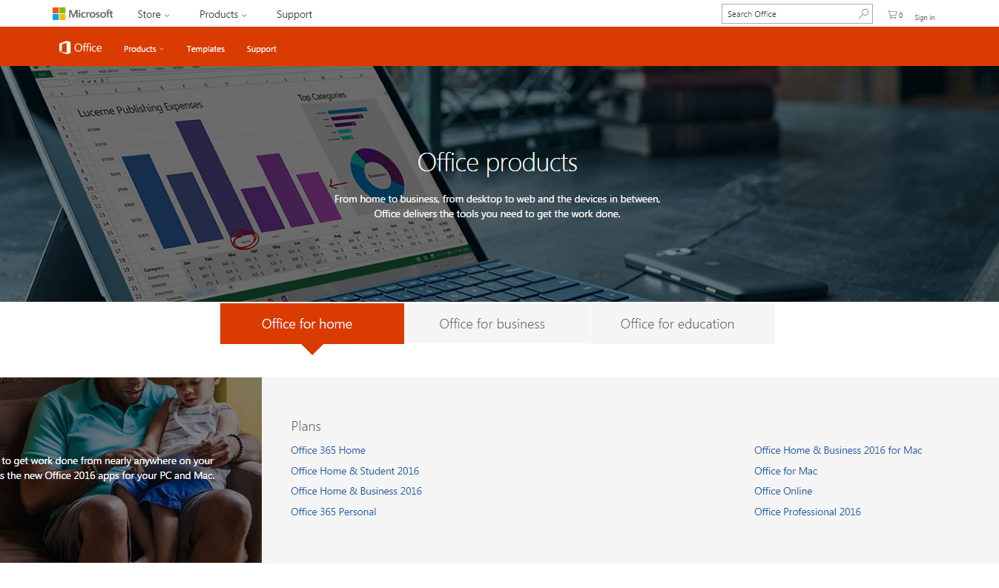 Microsoft Store Products Support Search Office 0 Sign in
Office Products Templates Support
Lucerne Publishing Expenses
Top Categories
Breakdown
Office products
From home to business, from desktop to web and the devices in between,
Office delivers the tools you need to get the work done.
Office for home Office for business Office for education
to get work done from nearly anywhere on your
s the new Office 2016 apps for your PC and Mac.
Plans
Office 365 Home
Office Home & Student 2016
Office Home & Business 2016
Office 365 Personal
Office Home & Business 2016 for Mac
Office for Mac
Office Online
Office Professional 2016